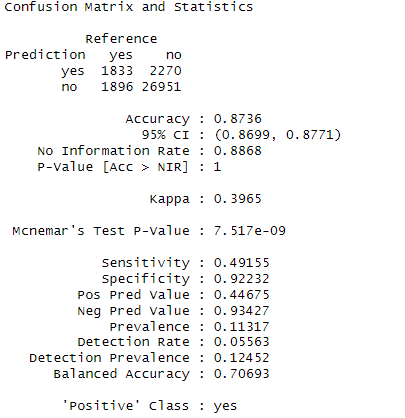 Confusion Matrix and Statistics
Reference
Prediction yes no
yes 1833 2270
no 1896 26951
Accuracy : 0.8736
95% CI : (0.8699, 0.8771)
No Information Rate : 0.8868
P-Value [Acc > NIR] : 1
Kappa : 0.3965
Mcnemar's Test P-Value : 7.517e-09
Sensitivity : 0.49155
Specificity : 0.92232
Pos Pred Value : 0.44675
Neg Pred Value : 0.93427
Prevalence : 0.11317
Detection Rate : 0.05563
Detection Prevalence : 0.12452
Balanced Accuracy : 0.70693
'Positive' Class : yes